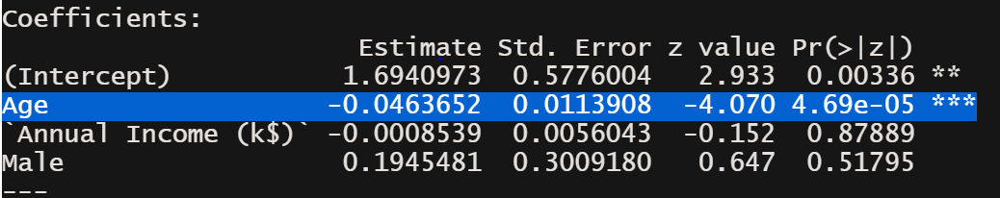 Coefficients:
Estimate Std. Error z value Pr(>|z|)
(Intercept) 1.6940973 0.5776004 2.933 0.00336 **
Age -0.0463652 0.0113908 -4.070 4.69e-05 ***
`Annual Income (k$)` -0.0008539 0.0056043 -0.152 0.87889
Male 0.1945481 0.3009180 0.647 0.51795
---